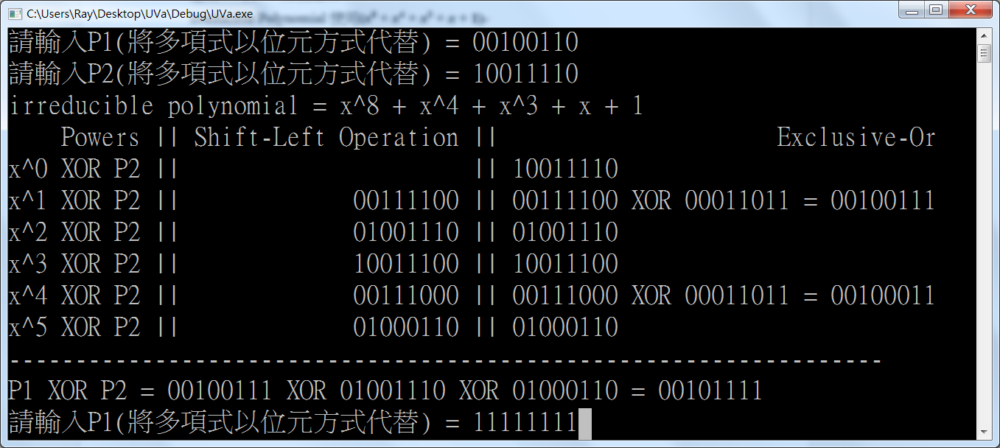 C:\Users\Ray\Desktop\UVa\Debug\UVa.exe
請輸入P1(將多項式以位元方式代替) = 00100110
請輸入P2(將多項式以位元方式代替) = 10011110
irreducible polynomial = x^8 + x^4 + x^3 + x + 1
Powers || Shift-Left Operation || Exclusive-Or
x^0 XOR P2 || || 10011110
x^1 XOR P2 || 00111100 || 00111100 XOR 00011011 = 00100111
x^2 XOR P2 || 01001110 || 01001110
x^3 XOR P2 || 10011100 || 10011100
x^4 XOR P2 || 00111000 || 00111000 XOR 00011011 = 00100011
x^5 XOR P2 || 01000110 || 01000110
------------------------------------------------------------------
P1 XOR P2 = 00100111 XOR 01001110 XOR 01000110 = 00101111
請輸入P1(將多項式以位元方式代替) = 11111111